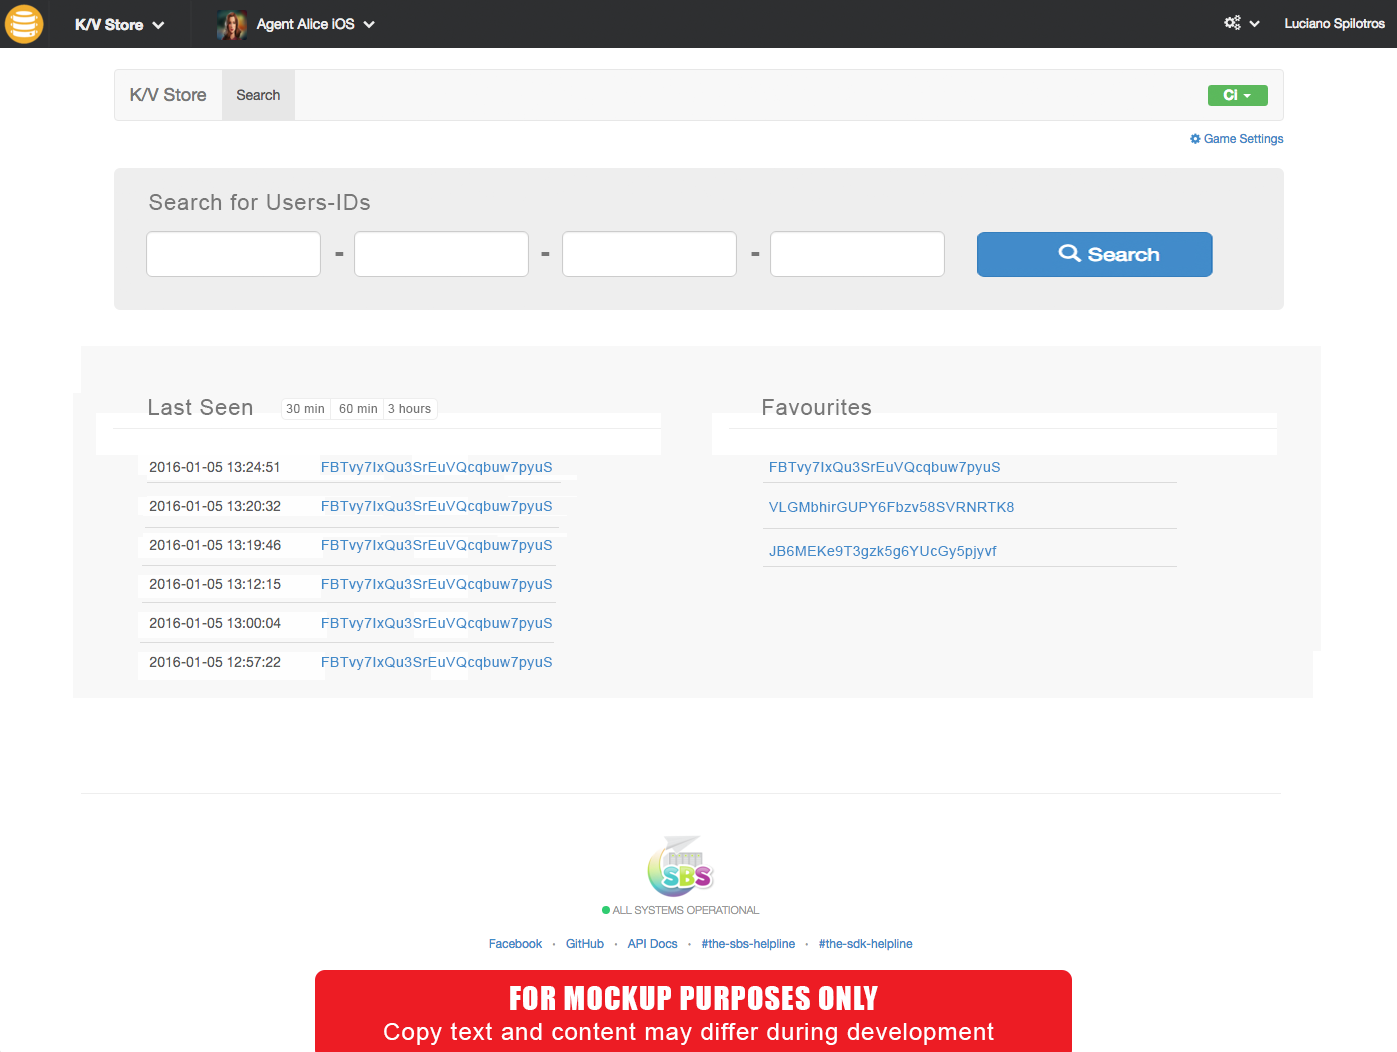 K/V Store
Agent Alice iOS
Luciano Spilotros
K/V Store
Search
CI
Game Settings
Search for Users-IDs
- - -
Search
Last Seen
30 min
60 min
3 hours
2016-01-05 13:24:51 FBTvy7IxQu3SrEuVQcqbuw7pyuS
2016-01-05 13:20:32 FBTvy7IxQu3SrEuVQcqbuw7pyuS
2016-01-05 13:19:46 FBTvy7IxQu3SrEuVQcqbuw7pyuS
2016-01-05 13:12:15 FBTvy7IxQu3SrEuVQcqbuw7pyuS
2016-01-05 13:00:04 FBTvy7IxQu3SrEuVQcqbuw7pyuS
2016-01-05 12:57:22 FBTvy7IxQu3SrEuVQcqbuw7pyuS
Favourites
FBTvy7IxQu3SrEuVQcqbuw7pyuS
VLGMbhirGUPY6Fbzv58SVRNRTK8
JB6MEKe9T3gzk5g6YUcGy5pjyvf
SBS
ALL SYSTEMS OPERATIONAL
Facebook · GitHub · API Docs · #the-sbs-helpline · #the-sdk-helpline
FOR MOCKUP PURPOSES ONLY
Copy text and content may differ during development